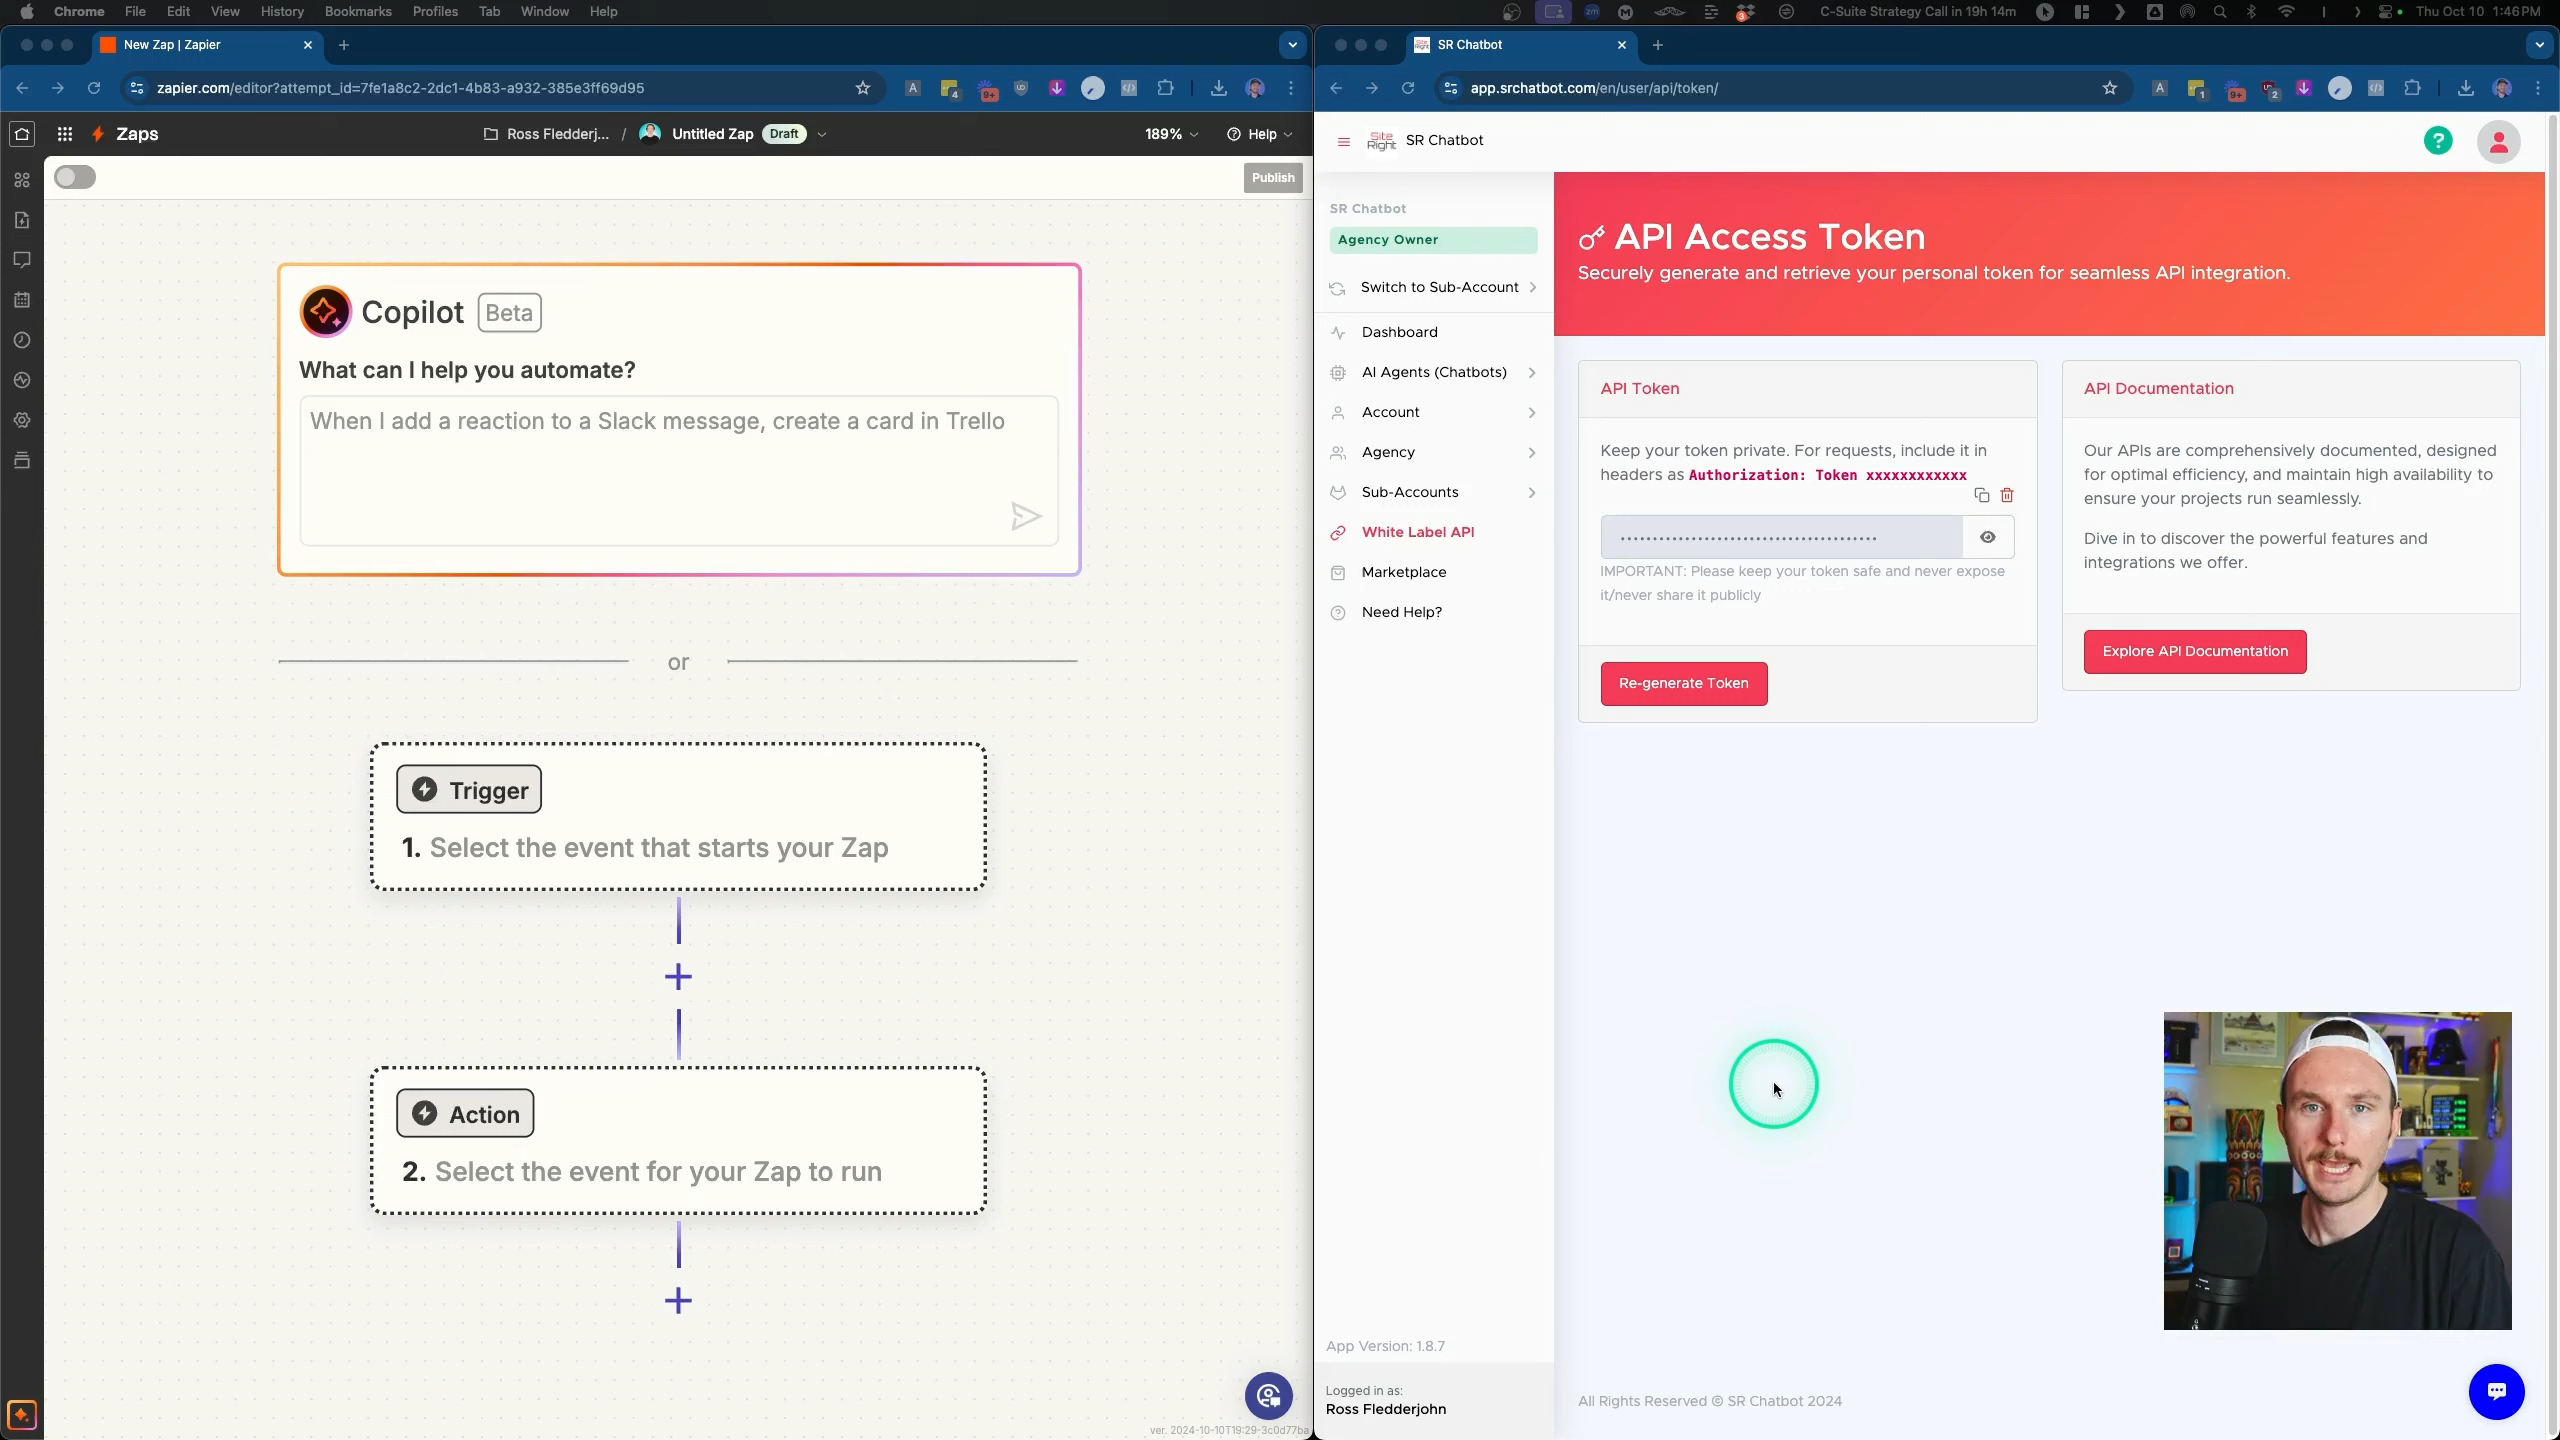 Chrome File Edit View History Bookmarks Profiles Tab Window Help
C-Suite Strategy Call in 19h 14m
Thu Oct 10 1:46 PM
New Zap | Zapier
zapier.com/editor?attempt_id=7fe1a8c2-2dc1-4b83-a932-385e3ff69d95
Zaps
Ross Fledderj... / Untitled Zap Draft
189%
Help
Publish
Copilot Beta
What can I help you automate?
When I add a reaction to a Slack message, create a card in Trello
or
Trigger
1. Select the event that starts your Zap
Action
2. Select the event for your Zap to run
ver. 2024-10-10T19:29-3c0d77ba
SR Chatbot
app.srchatbot.com/en/user/api/token/
Site Right
SR Chatbot
SR Chatbot
Agency Owner
Switch to Sub-Account
Dashboard
AI Agents (Chatbots)
Account
Agency
Sub-Accounts
White Label API
Marketplace
Need Help?
App Version: 1.8.7
Logged in as:
Ross Fledderjohn
API Access Token
Securely generate and retrieve your personal token for seamless API integration.
API Token
Keep your token private. For requests, include it in
headers as Authorization: Token xxxxxxxxxxxx
IMPORTANT: Please keep your token safe and never expose
it/never share it publicly
Re-generate Token
API Documentation
Our APIs are comprehensively documented, designed
for optimal efficiency, and maintain high availability to
ensure your projects run seamlessly.
Dive in to discover the powerful features and
integrations we offer.
Explore API Documentation
All Rights Reserved © SR Chatbot 2024